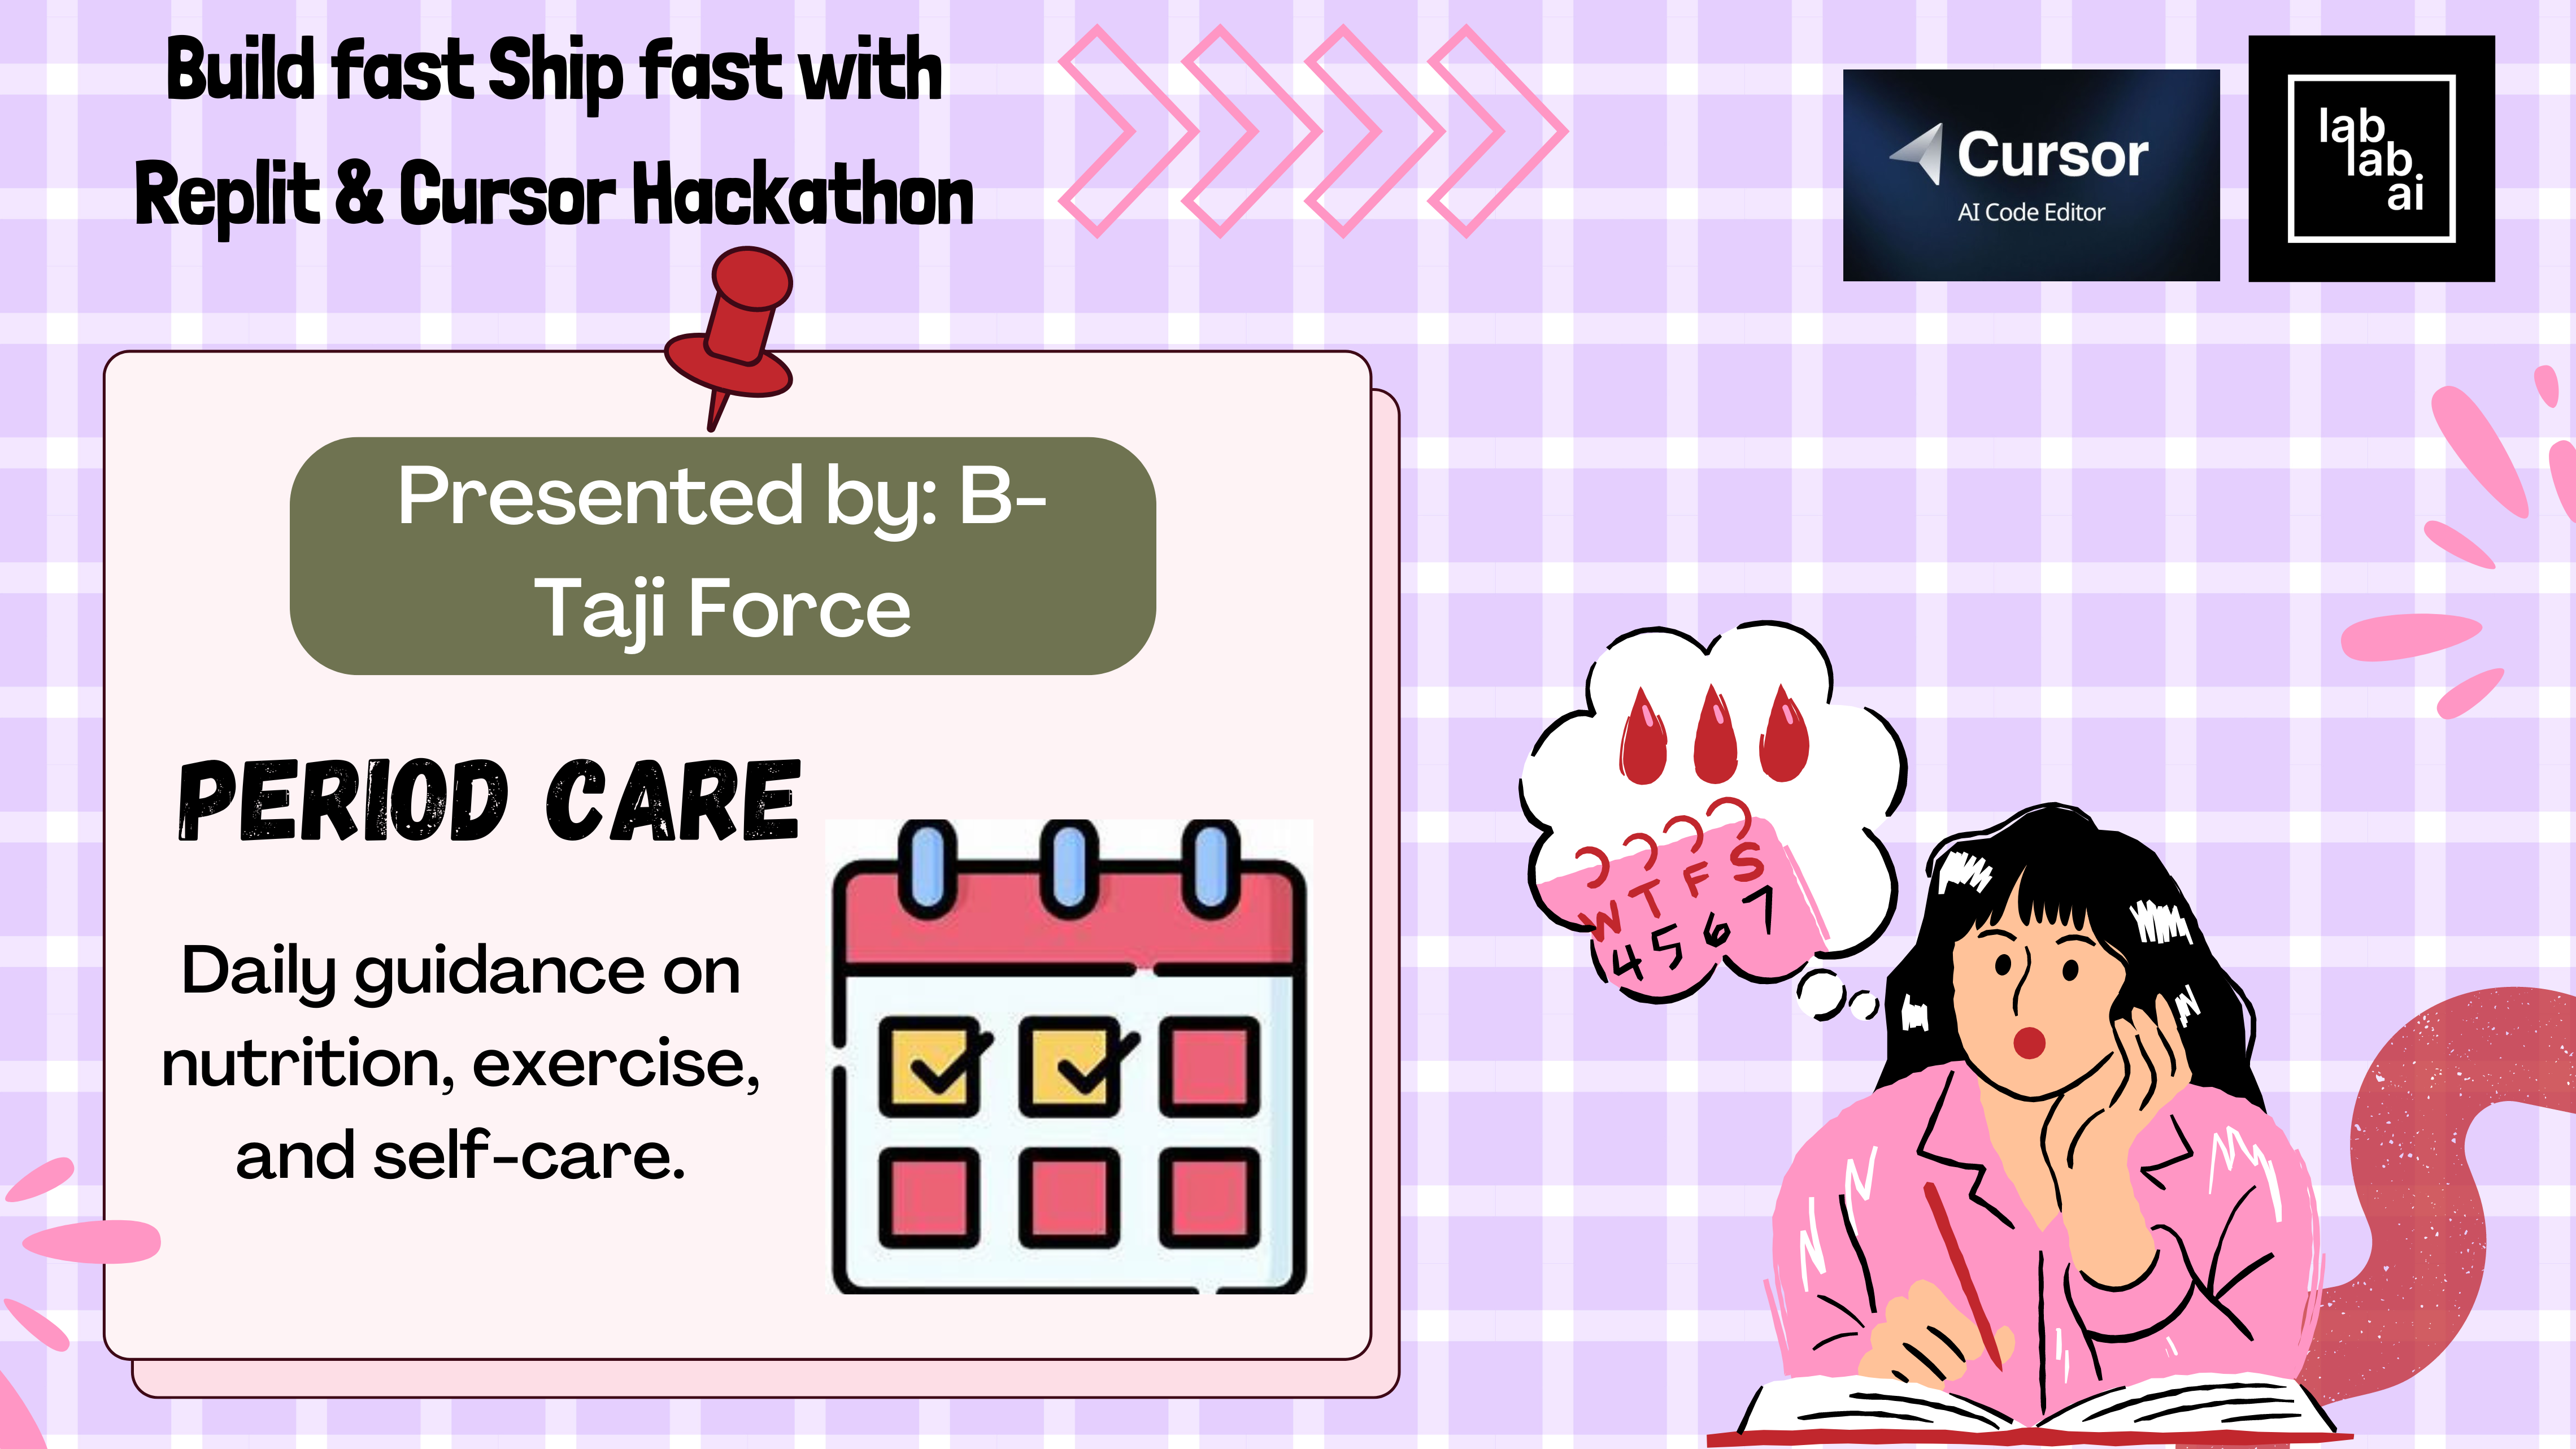 Build fast Ship fast with
Replit & Cursor Hackathon
Cursor
AI Code Editor
lab
lab
ai
Presented by: B-
Taji Force
PERIOD CARE
Daily guidance on
nutrition, exercise,
and self-care.
W T F S
4 5 6 7